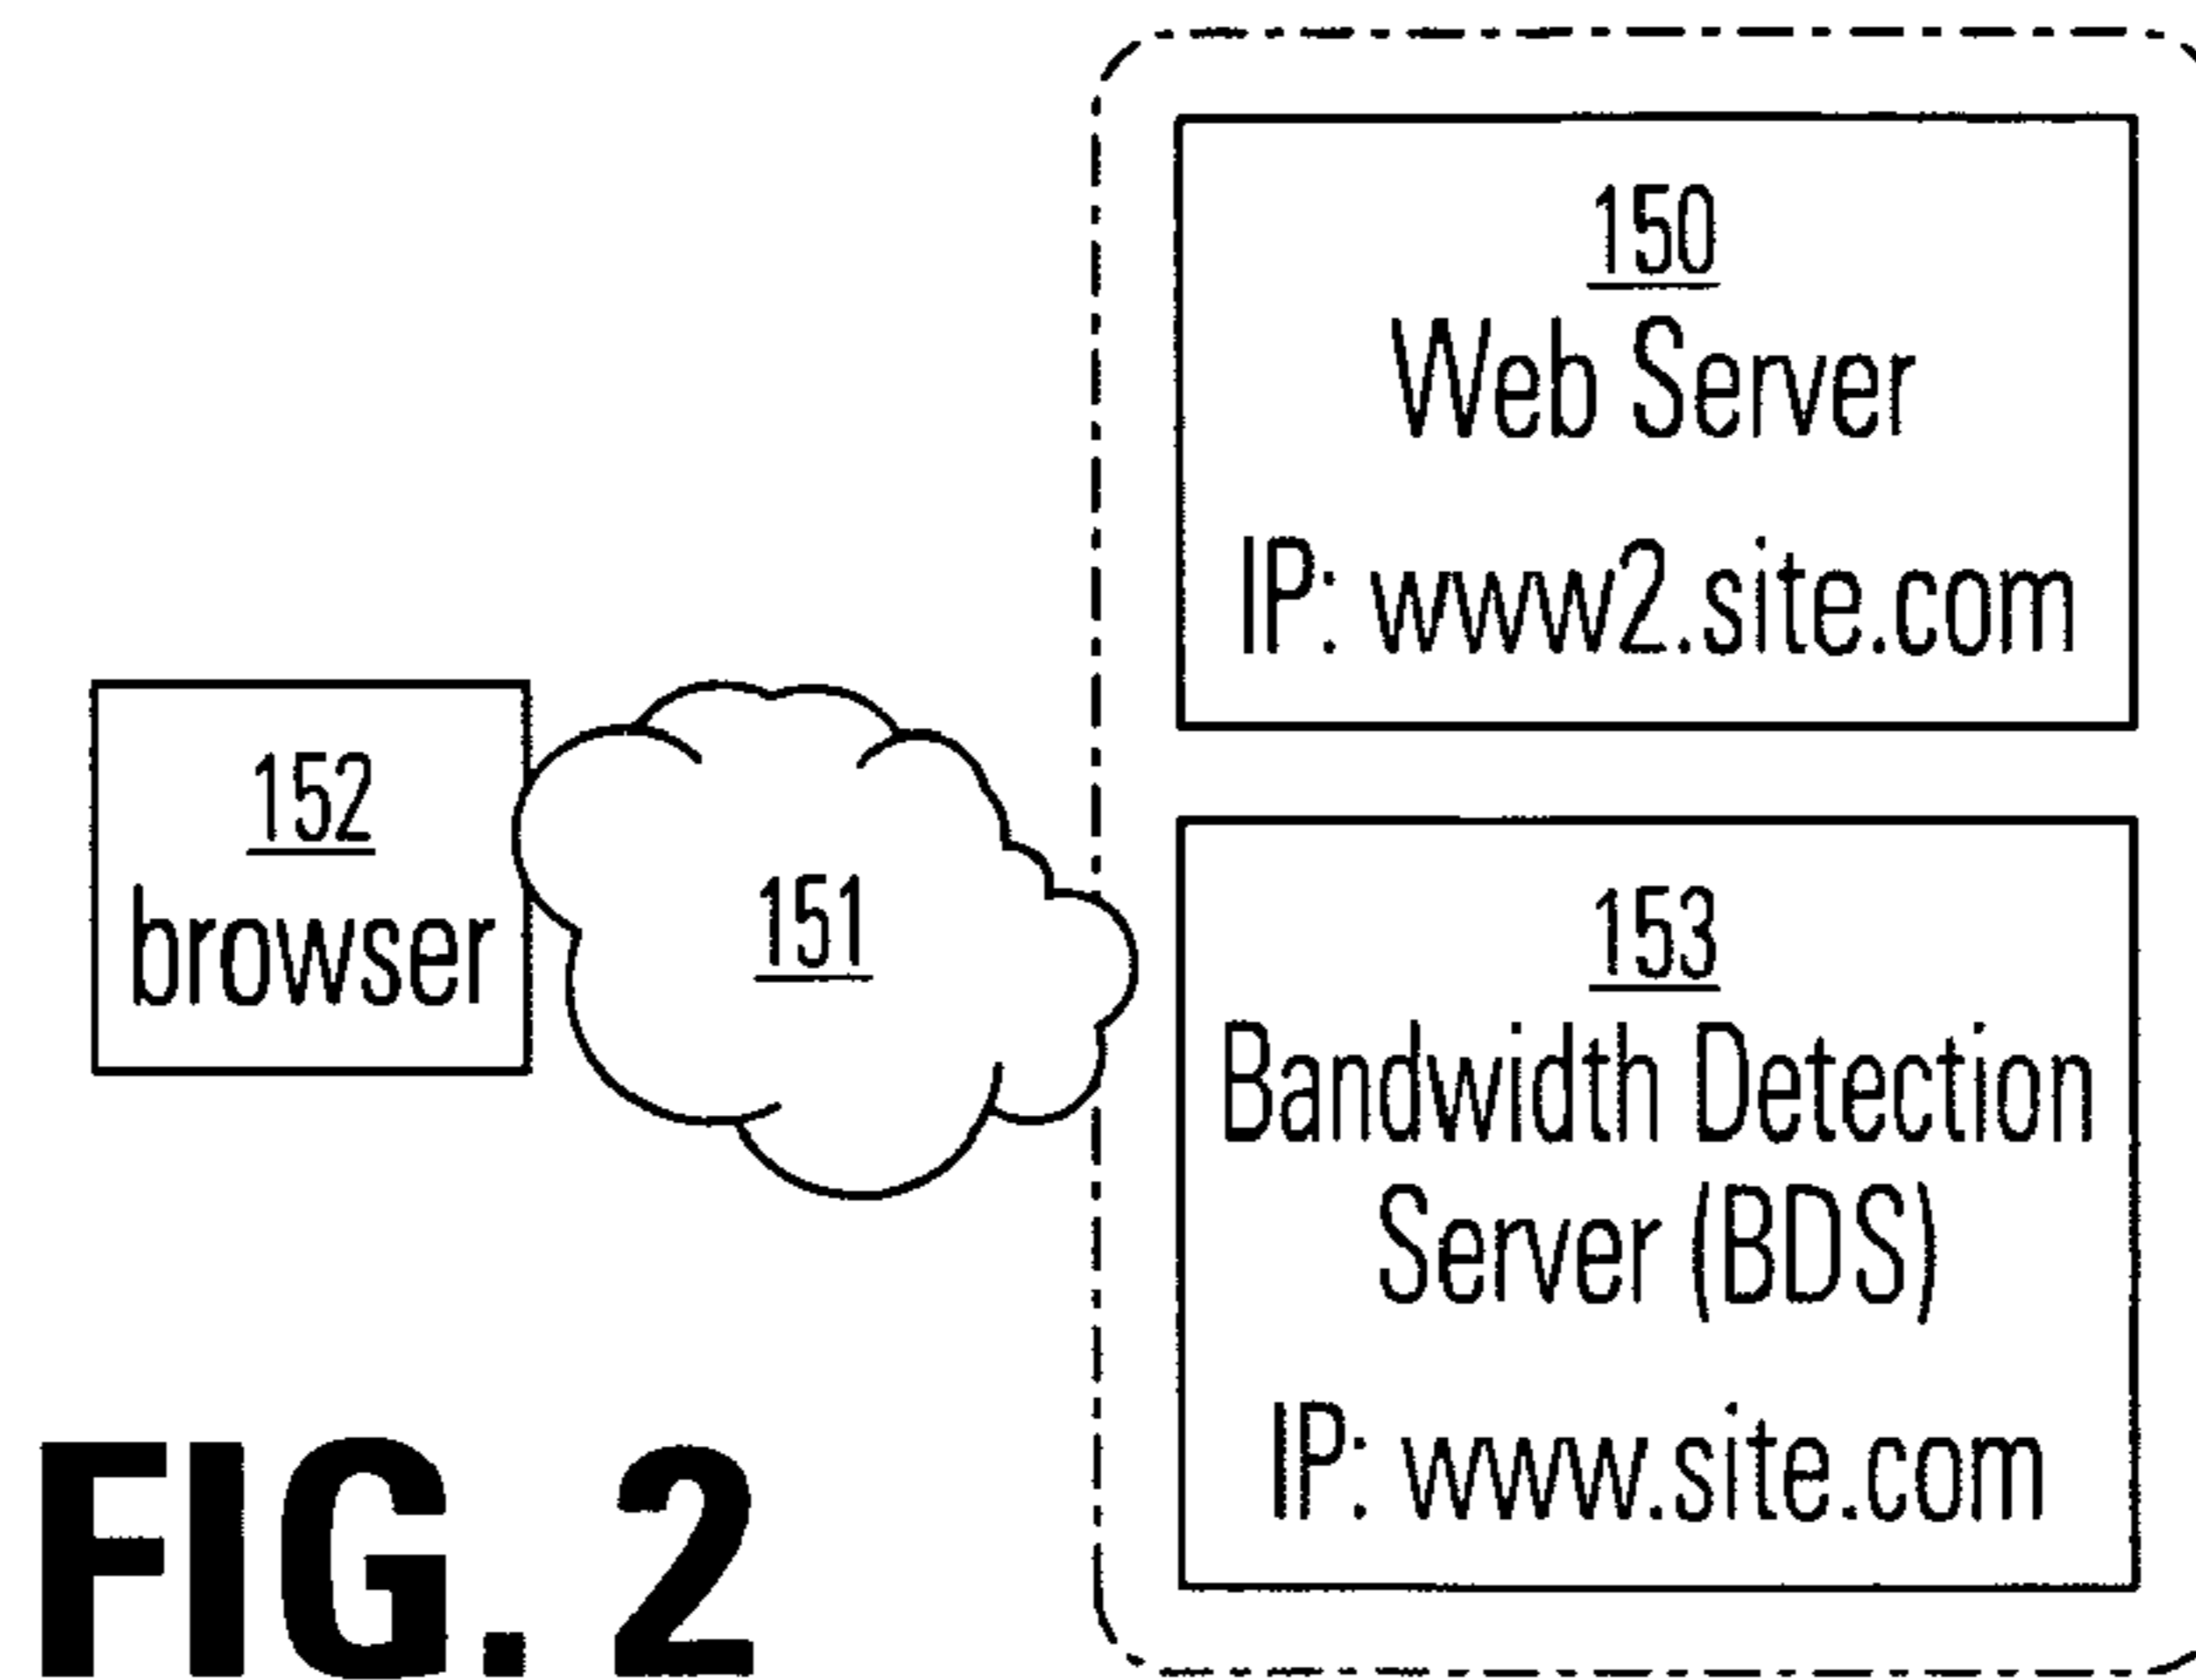 150
Web Server
IP: www2.site.com
152
browser
151
153
Bandwidth Detection
Server (BDS)
IP: www.site.com
FIG. 2